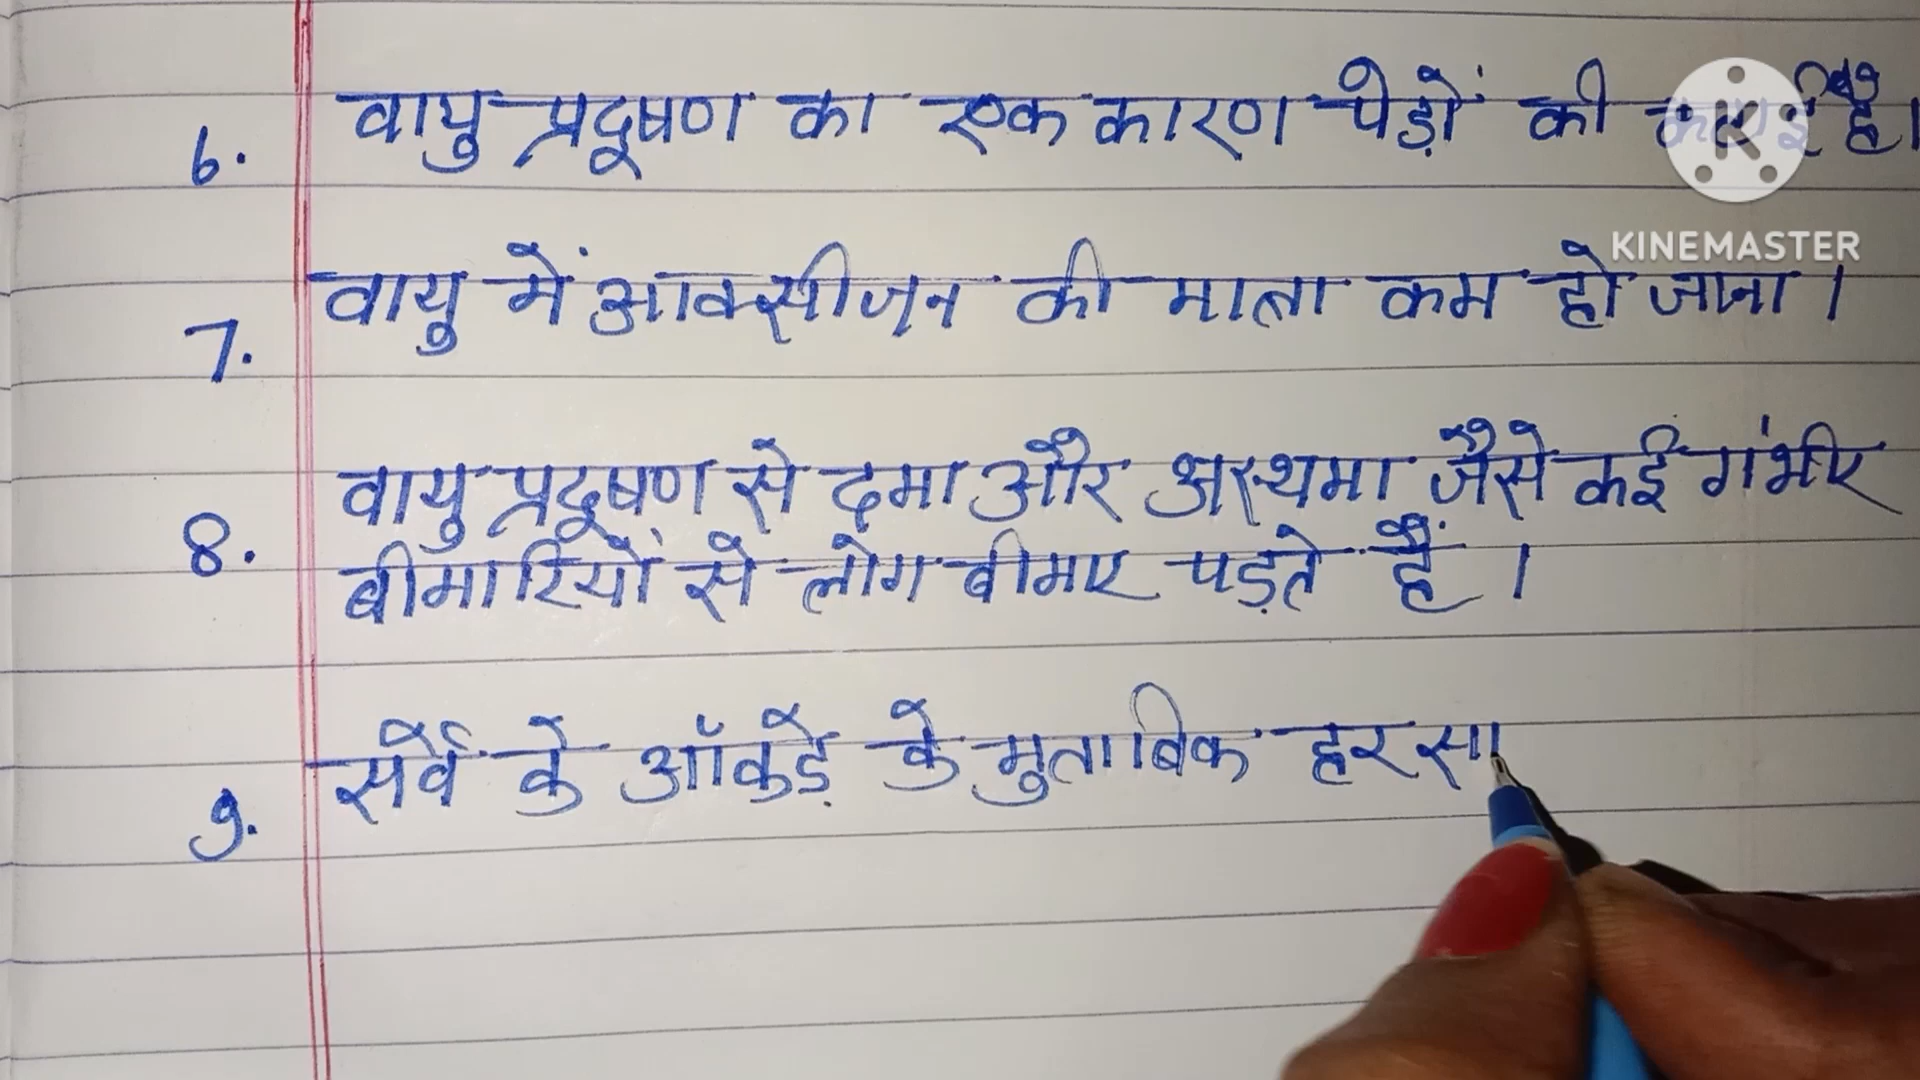 6. वायु प्रदूषण का एक कारण पेड़ों की कटाई है।
KINEMASTER
7. वायु में आक्सीजन की मात्रा कम हो जाना।
8. वायु प्रदूषण से दमा और अस्थमा जैसे कई गंभीर
बीमारियों से लोग बीमार पड़ते हैं।
9. सर्वे के आँकड़े के मुताबिक हर सा